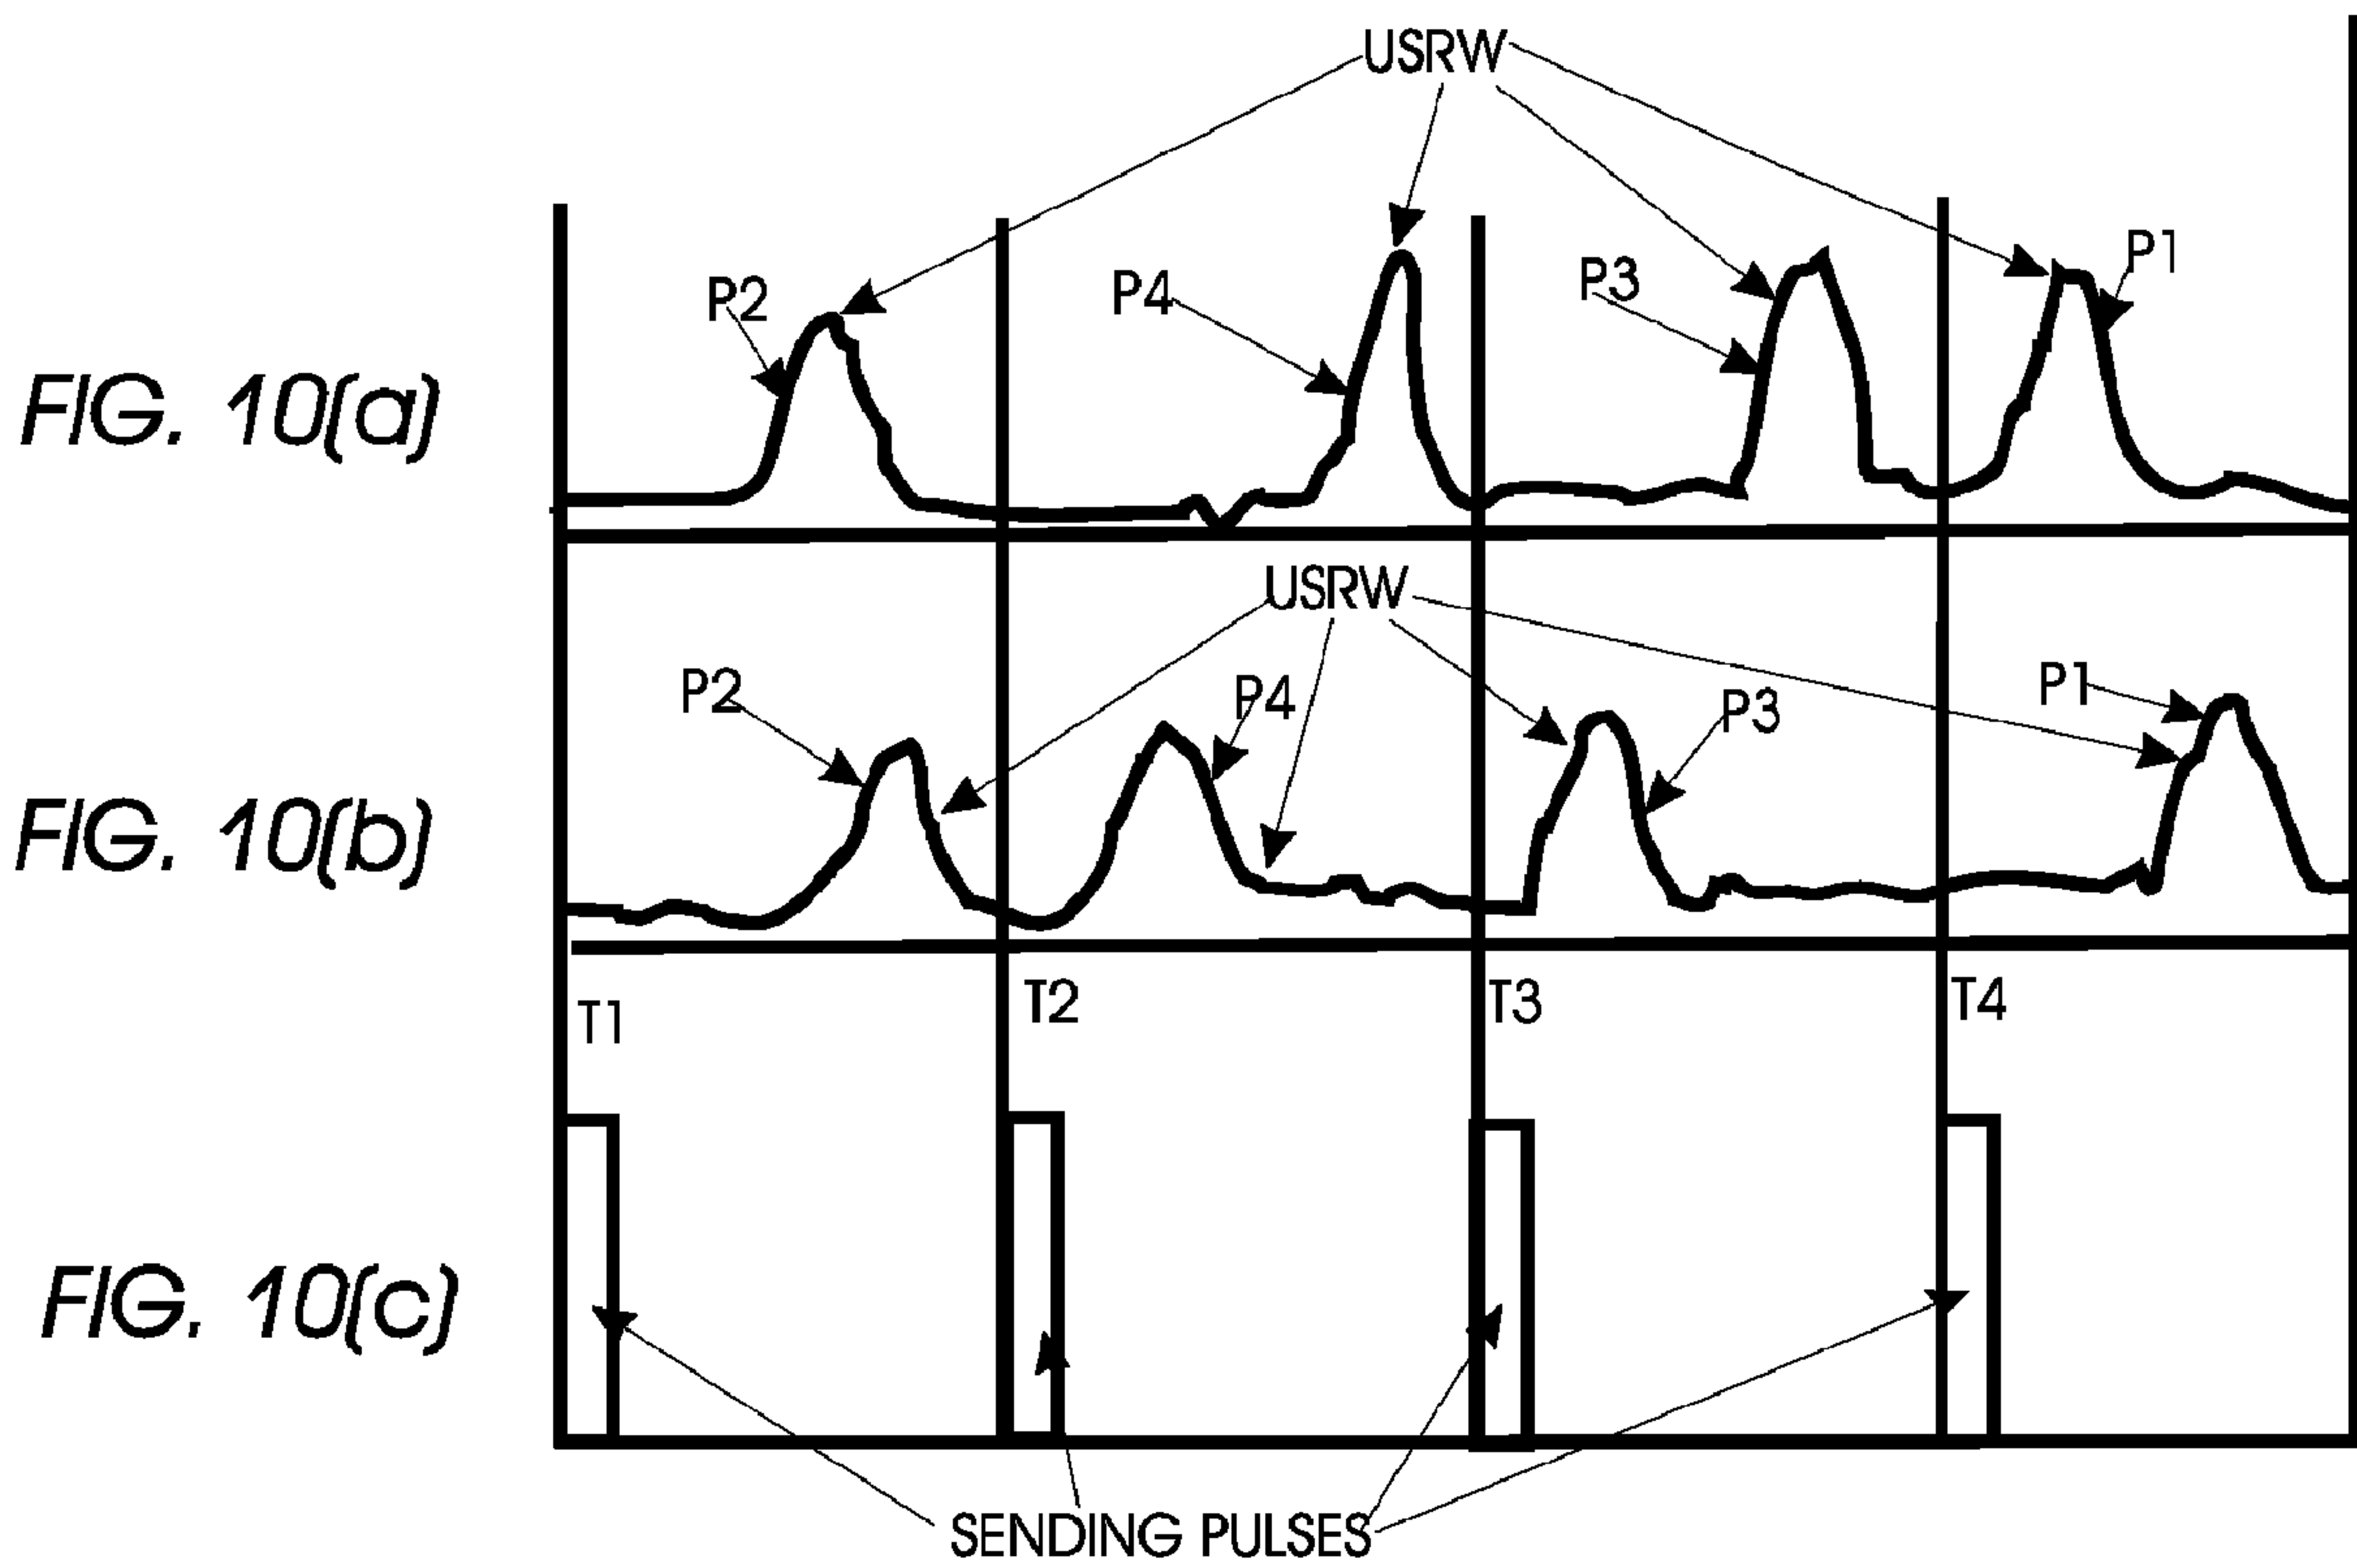 USRW
P2
P4
P3
P1
FIG. 10(a)
USRW
P2
P4
P3
P1
FIG. 10(b)
T1
T2
T3
T4
FIG. 10(c)
SENDING PULSES